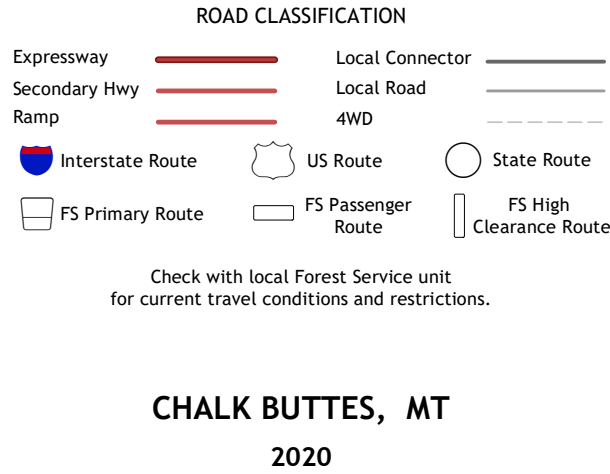 ROAD CLASSIFICATION
Expressway
Local Connector
Secondary Hwy
Local Road
Ramp
4WD
Interstate Route
US Route
State Route
FS Primary Route
FS Passenger
Route
FS High
Clearance Route
Check with local Forest Service unit
for current travel conditions and restrictions.
CHALK BUTTES, MT
2020